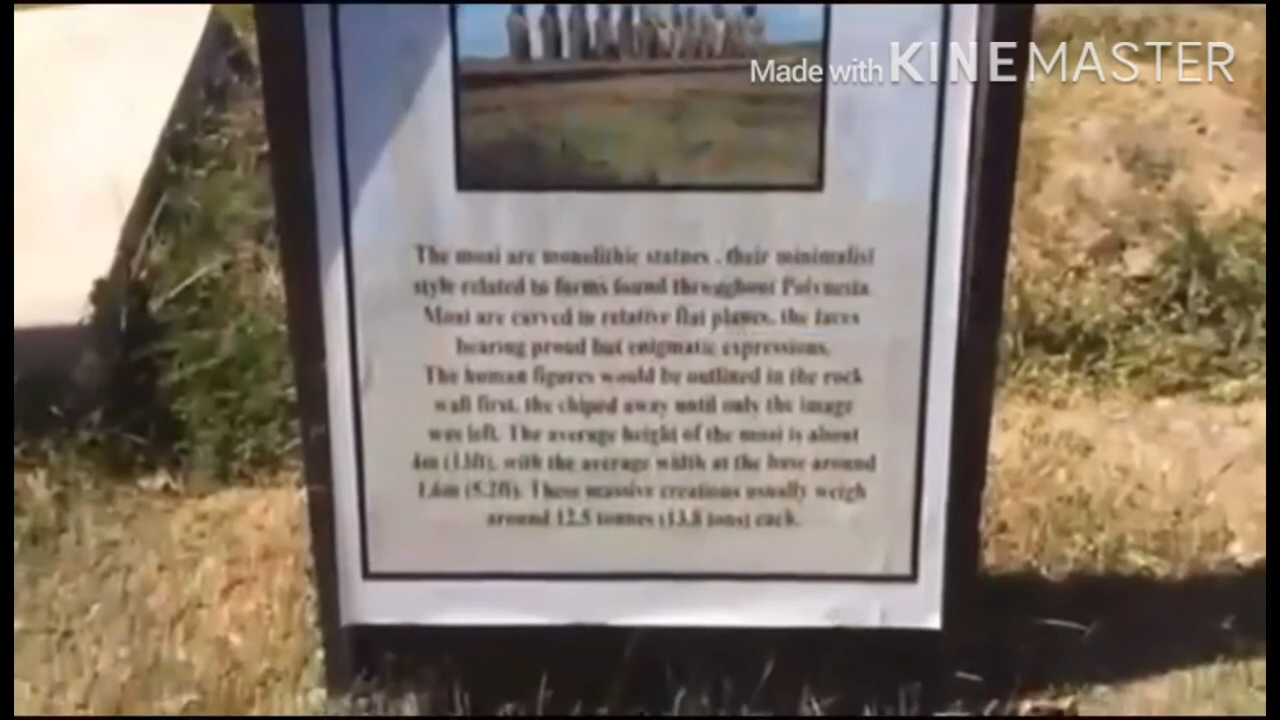 Made with KINEMASTER
The moai are monolithic statues , their minimalist
style related to forms found throughout Polynesia
Moai are carved in relative flat planes, the faces
bearing proud but enigmatic expressions.
The human figures would be outlined in the rock
wall first, the chiped away until only the image
was left. The average height of the moai is about
4m (13ft), with the average width at the base around
1.6m (5.2ft). These massive creations usually weigh
around 12.5 tonnes (13.8 tons) each.